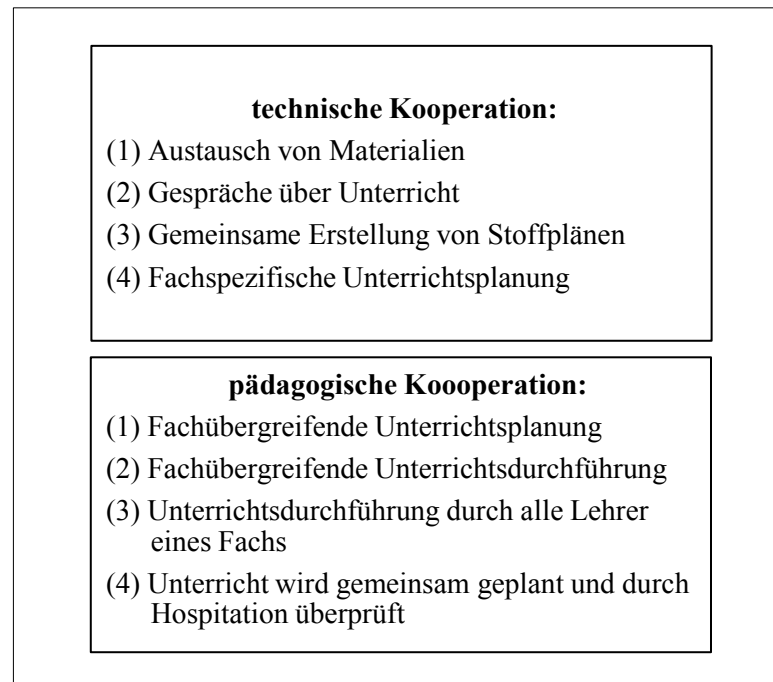 technische Kooperation:
(1) Austausch von Materialien
(2) Gespräche über Unterricht
(3) Gemeinsame Erstellung von Stoffplänen
(4) Fachspezifische Unterrichtsplanung
pädagogische Koooperation:
(1) Fachübergreifende Unterrichtsplanung
(2) Fachübergreifende Unterrichtsdurchführung
(3) Unterrichtsdurchführung durch alle Lehrer
eines Fachs
(4) Unterricht wird gemeinsam geplant und durch
Hospitation überprüft